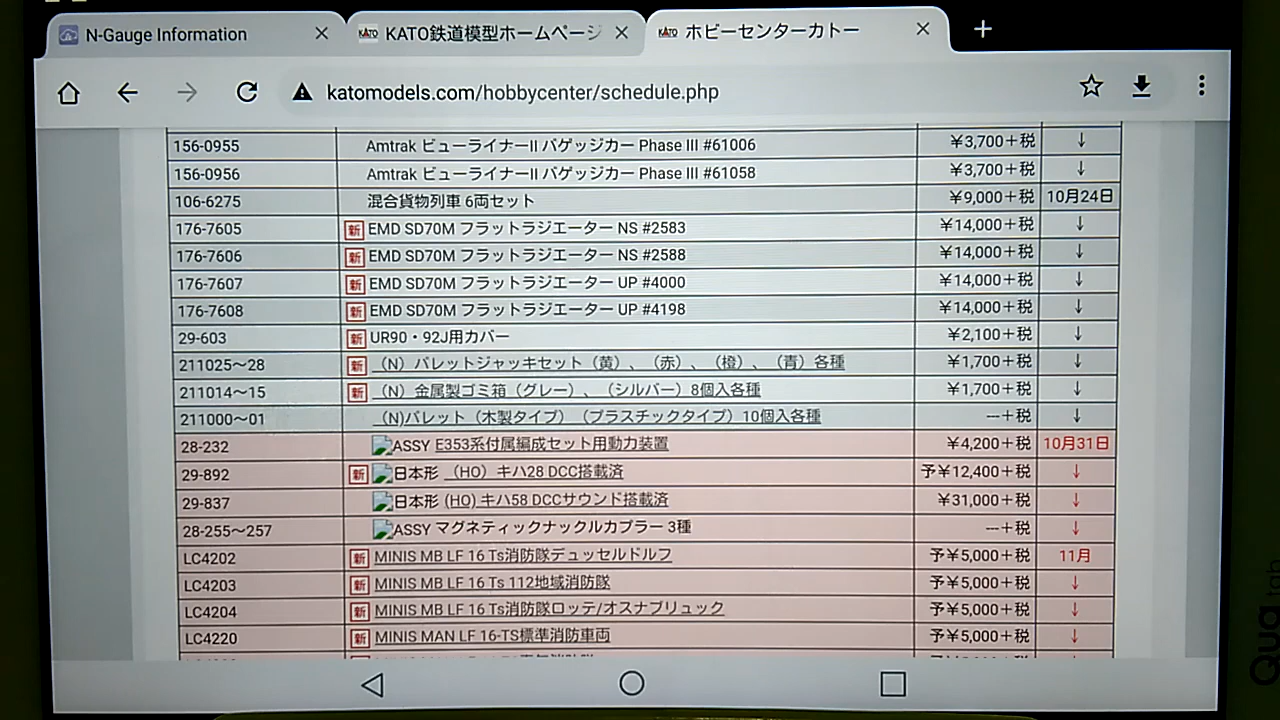 N-Gauge Information
KATO KATO鉄道模型ホームページ
KATO ホビーセンターカトー
katomodels.com/hobbycenter/schedule.php
156-0955 Amtrak ビューライナーII バゲッジカー Phase III #61006 ¥3,700+税 ↓
156-0956 Amtrak ビューライナーII バゲッジカー Phase III #61058 ¥3,700+税 ↓
106-6275 混合貨物列車 6両セット ¥9,000+税 10月24日
176-7605 新 EMD SD70M フラットラジエーター NS #2583 ¥14,000+税 ↓
176-7606 新 EMD SD70M フラットラジエーター NS #2588 ¥14,000+税 ↓
176-7607 新 EMD SD70M フラットラジエーター UP #4000 ¥14,000+税 ↓
176-7608 新 EMD SD70M フラットラジエーター UP #4198 ¥14,000+税 ↓
29-603 新 UR90・92J用カバー ¥2,100+税 ↓
211025～28 新 （N）パレットジャッキセット（黄）、（赤）、（橙）、（青）各種 ¥1,700+税 ↓
211014～15 新 （N）金属製ゴミ箱（グレー）、（シルバー）8個入各種 ¥1,700+税 ↓
211000～01 （N)パレット（木製タイプ）（プラスチックタイプ）10個入各種 ---+税 ↓
28-232 ASSY E353系付属編成セット用動力装置 ¥4,200+税 10月31日
29-892 新 日本形 （HO）キハ28 DCC搭載済 予¥12,400+税 ↓
29-837 日本形 (HO) キハ58 DCCサウンド搭載済 ¥31,000+税 ↓
28-255～257 ASSY マグネティックナックルカプラー 3種 ---+税 ↓
LC4202 新 MINIS MB LF 16 Ts消防隊デュッセルドルフ 予¥5,000+税 11月
LC4203 新 MINIS MB LF 16 Ts 112地域消防隊 予¥5,000+税 ↓
LC4204 新 MINIS MB LF 16 Ts消防隊ロッテ/オスナブリュック 予¥5,000+税 ↓
LC4220 新 MINIS MAN LF 16-TS標準消防車両 予¥5,000+税 ↓
Qua tab